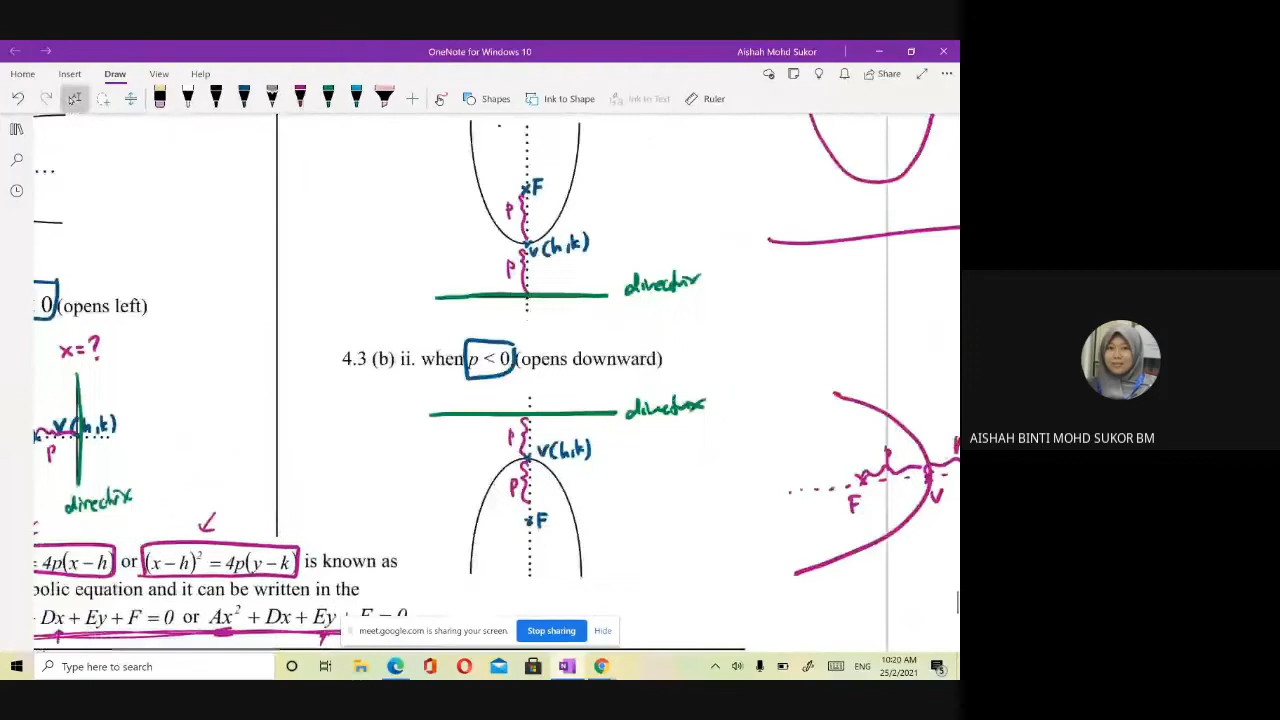 OneNote for Windows 10
Aishah Mohd Sukor
Home Insert Draw View Help
Share
Shapes
Ink to Shape
Ink to Text
Ruler
F
p
v(h,k)
p
directrix
0 (opens left)
x=?
v(h,k)
p
directrix
4.3 (b) ii. when p < 0 (opens downward)
directrix
p
v(h,k)
p
F
p
F
V
= 4p(x − h) or (x − h)² = 4p(y − k) is known as
bolic equation and it can be written in the
Dx + Ey + F = 0 or Ax² + Dx + Ey + F = 0
meet.google.com is sharing your screen.
Stop sharing
Hide
AISHAH BINTI MOHD SUKOR BM
Type here to search
ENG
10:20 AM
25/2/2021
5